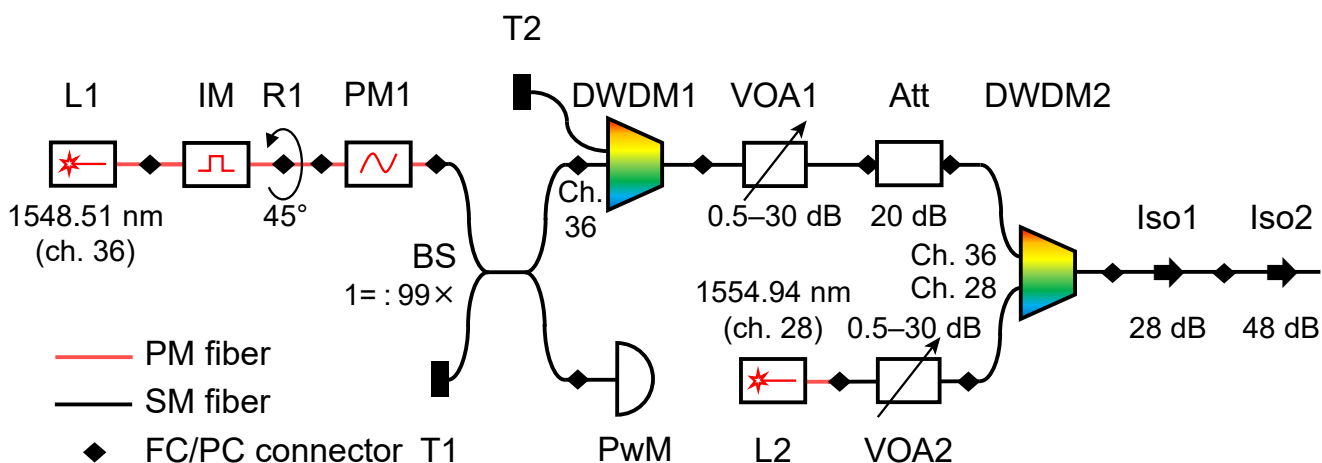 T2
L1
IM
R1
PM1
DWDM1
VOA1
Att
DWDM2
1548.51 nm
(ch. 36)
45°
Ch.
36
0.5–30 dB
20 dB
Iso1
Iso2
BS
1= : 99×
Ch. 36
Ch. 28
1554.94 nm
(ch. 28)
0.5–30 dB
28 dB
48 dB
PM fiber
SM fiber
FC/PC connector
T1
PwM
L2
VOA2